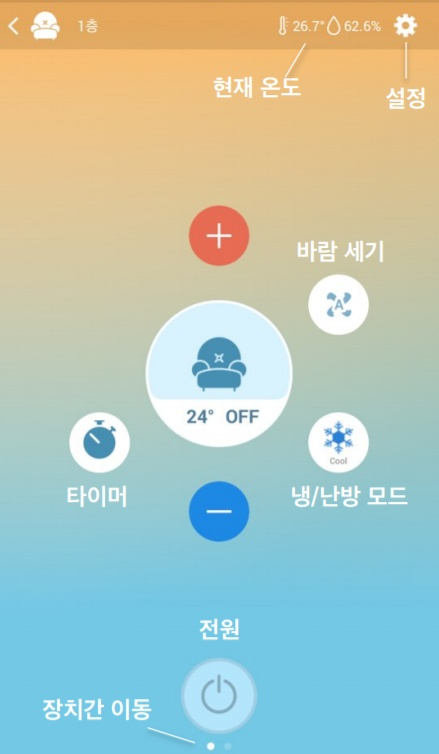 1층 26.7° 62.6%
현재 온도
설정
바람 세기
A
24° OFF
Cool
타이머
냉/난방 모드
전원
장치간 이동